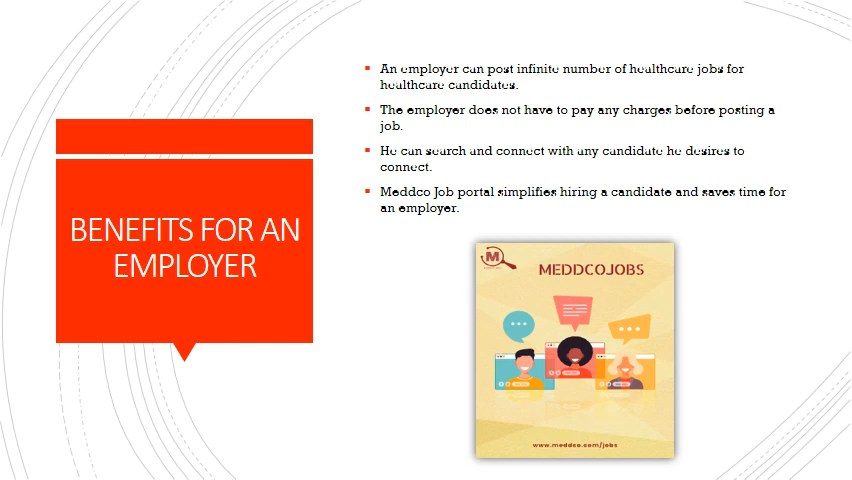 BENEFITS FOR AN
EMPLOYER
An employer can post infinite number of healthcare jobs for
healthcare candidates.
The employer does not have to pay any charges before posting a
job.
He can search and connect with any candidate he desires to
connect.
Meddco Job portal simplifies hiring a candidate and saves time for
an employer.
M
MEDDCOJOBS
www.meddco.com/jobs